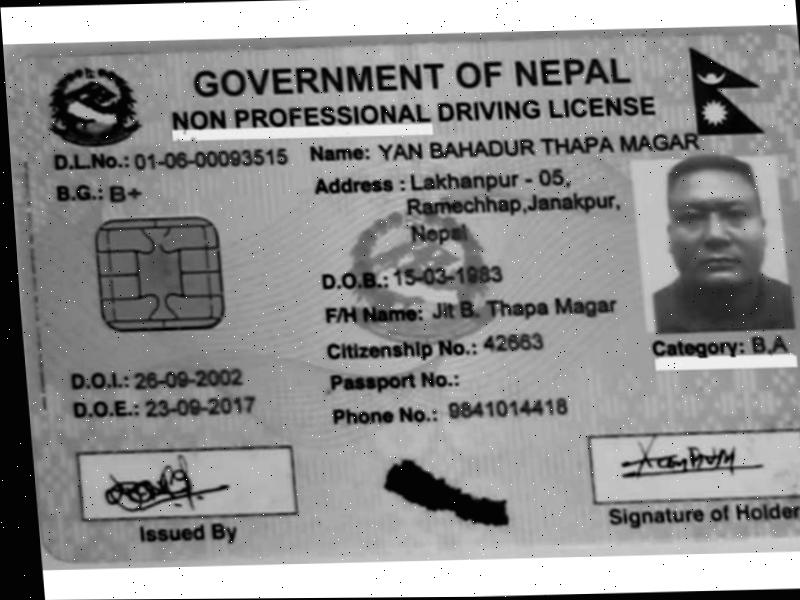 GOVERNMENT OF NEPAL
NON PROFESSIONAL DRIVING LICENSE
D.L.No.: 01-06-00093515
Name: YAN BAHADUR THAPA MAGAR
B.G.: B+
Address : Lakhanpur - 05,
Ramechhap,Janakpur,
Nepal
D.O.B.: 15-03-1983
F/H Name: Jit B. Thapa Magar
Citizenship No.: 42663
Category: B,A
D.O.I.: 26-09-2002
Passport No.:
D.O.E.: 23-09-2017
Phone No.: 9841014418
Issued By
Signature of Holder